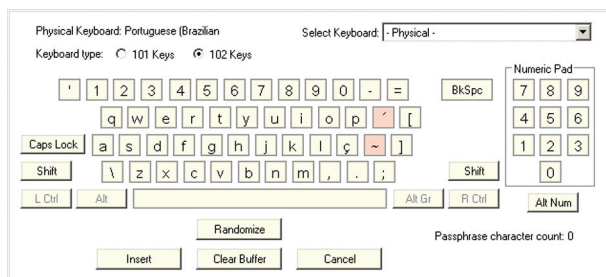 Physical Keyboard: Portuguese (Brazilian
Select Keyboard: - Physical -
Keyboard type: 101 Keys 102 Keys
Numeric Pad
' 1 2 3 4 5 6 7 8 9 0 - = BkSpc 7 8 9
q w e r t y u i o p ´ [ 4 5 6
Caps Lock a s d f g h j k l ç ~ ] 1 2 3
Shift \ z x c v b n m , . ; Shift 0
L Ctrl Alt Alt Gr R Ctrl Alt Num
Randomize
Passphrase character count: 0
Insert Clear Buffer Cancel